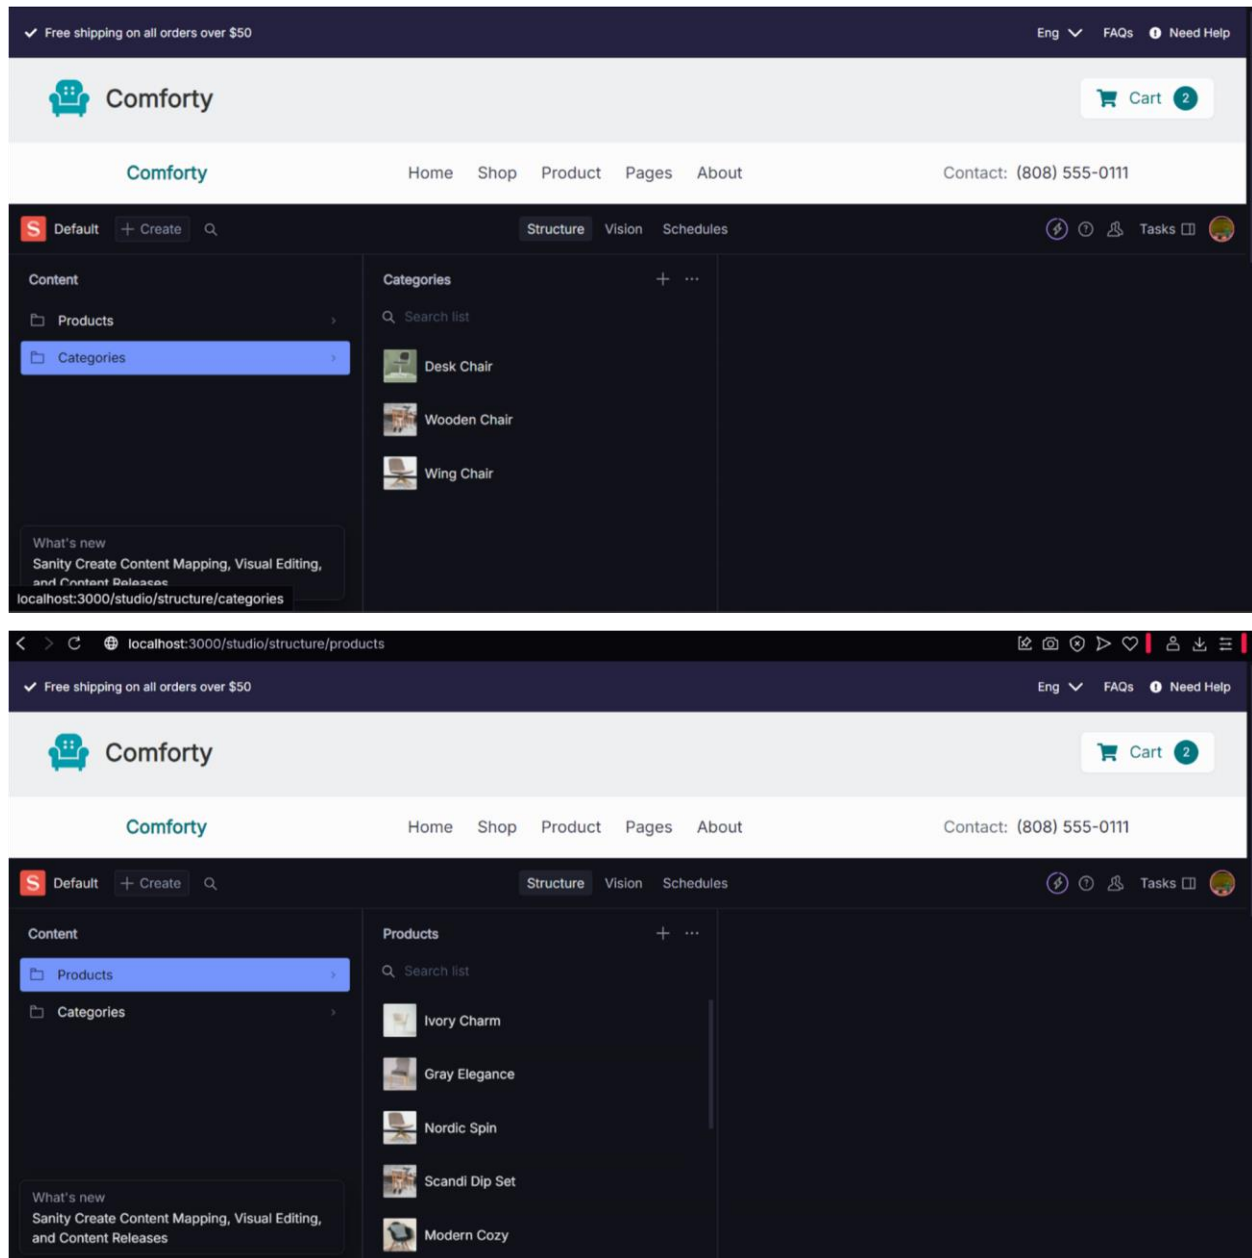 Free shipping on all orders over $50 Eng FAQs Need Help
Comforty Cart 2
Comforty Home Shop Product Pages About Contact: (808) 555-0111
S Default + Create Structure Vision Schedules Tasks
Content Categories
Products Search list
Categories
Desk Chair
Wooden Chair
Wing Chair
What's new
Sanity Create Content Mapping, Visual Editing,
and Content Releases
localhost:3000/studio/structure/categories
localhost:3000/studio/structure/products
Free shipping on all orders over $50 Eng FAQs Need Help
Comforty Cart 2
Comforty Home Shop Product Pages About Contact: (808) 555-0111
S Default + Create Structure Vision Schedules Tasks
Content Products
Products Search list
Categories
Ivory Charm
Gray Elegance
Nordic Spin
Scandi Dip Set
What's new
Sanity Create Content Mapping, Visual Editing,
and Content Releases
Modern Cozy